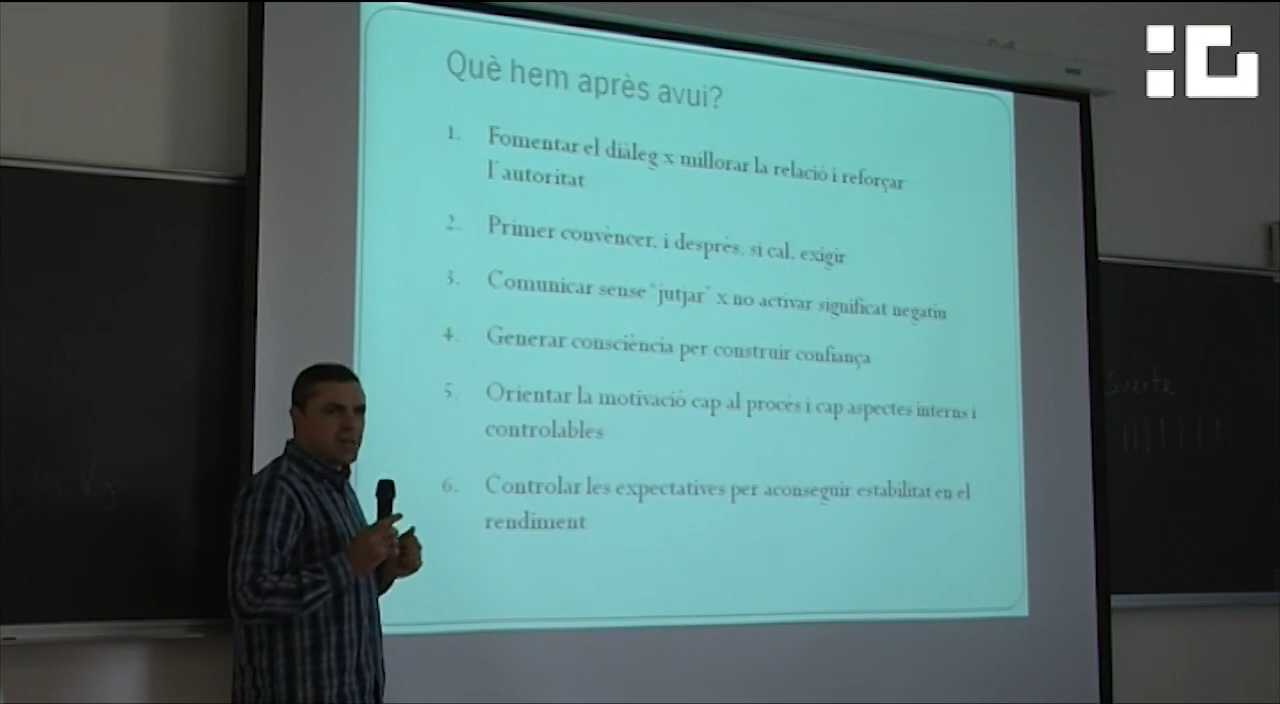 Què hem après avui?
1. Fomentar el diàleg x millorar la relació i reforçar
l'autoritat
2. Primer convèncer, i desprès, si cal, exigir
3. Comunicar sense "jutjar" x no activar significat negatiu
4. Generar consciència per construir confiança
5. Orientar la motivació cap al procès i cap aspectes interns i
controlables
6. Controlar les expectatives per aconseguir estabilitat en el
rendiment
Suerte